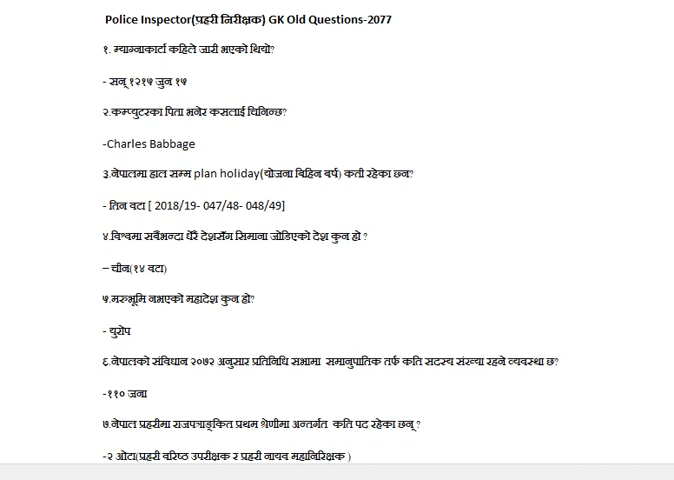 Police Inspector(प्रहरी निरीक्षक) GK Old Questions-2077
१. म्याग्नाकार्टा कहिले जारी भएको थियो?
- सन् १२१५ जुन १५
२.कम्प्युटरका पिता भनेर कसलाई चिनिन्छ?
-Charles Babbage
३.नेपालमा हाल सम्म plan holiday(योजना बिहिन बर्ष) कती रहेका छन?
- तिन वटा [ 2018/19- 047/48- 048/49]
४.विश्वमा सबैभन्दा धेरै देशसँग सिमाना जोडिएको देश कुन हो ?
– चीन(१४ वटा)
५.मरुभूमि नभएको महादेश कुन हो?
- युरोप
६.नेपालको संविधान २०७२ अनुसार प्रतिनिधि सभामा समानुपातिक तर्फ कति सदस्य संख्या रहने व्यवस्था छ?
-११० जना
७.नेपाल प्रहरीमा राजपत्राङ्कित प्रथम श्रेणीमा अन्तर्गत कति पद रहेका छन् ?
-२ ओटा(प्रहरी वरिष्ठ उपरीक्षक र प्रहरी नायव महानिरिक्षक )